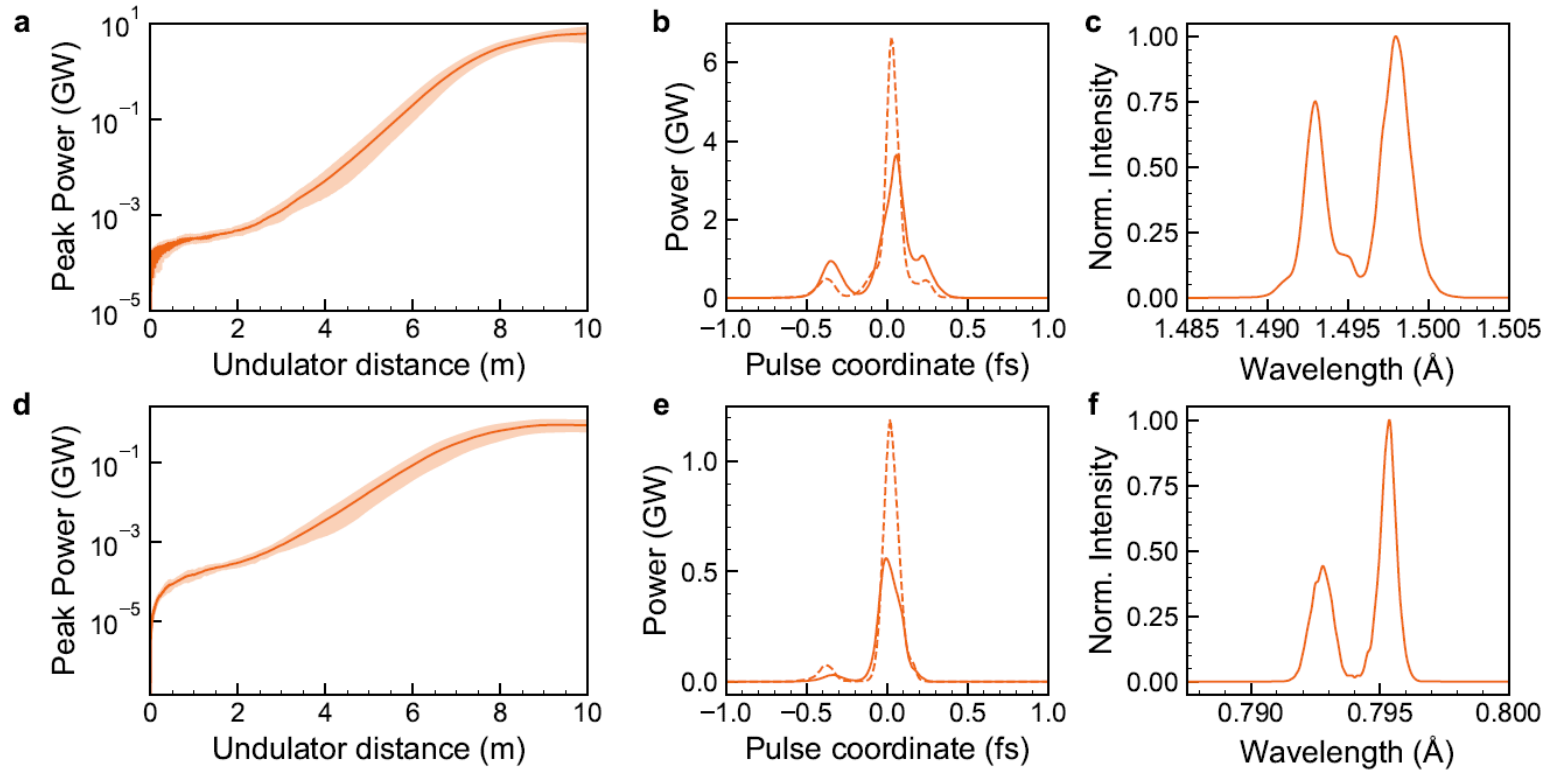 a
Peak Power (GW)
10¹
10⁻¹
10⁻³
10⁻⁵
0 2 4 6 8 10
Undulator distance (m)
b
Power (GW)
6
4
2
0
−1.0 −0.5 0.0 0.5 1.0
Pulse coordinate (fs)
c
Norm. Intensity
1.00
0.75
0.50
0.25
0.00
1.485 1.490 1.495 1.500 1.505
Wavelength (Å)
d
Peak Power (GW)
10⁻¹
10⁻³
10⁻⁵
0 2 4 6 8 10
Undulator distance (m)
e
Power (GW)
1.0
0.5
0.0
−1.0 −0.5 0.0 0.5 1.0
Pulse coordinate (fs)
f
Norm. Intensity
1.00
0.75
0.50
0.25
0.00
0.790 0.795 0.800
Wavelength (Å)